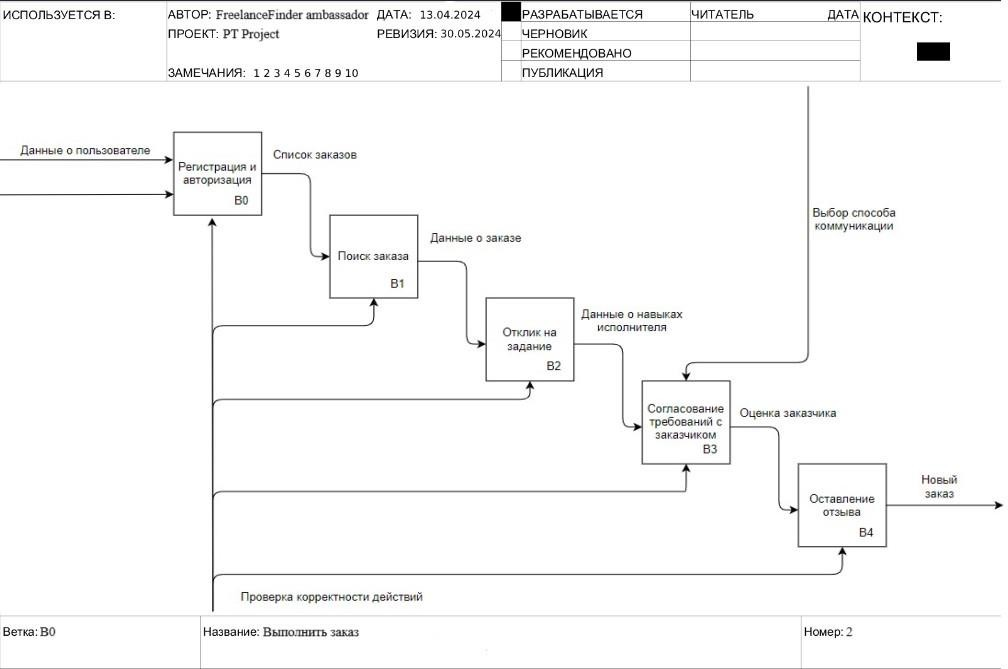 ИСПОЛЬЗУЕТСЯ В:
АВТОР: FreelanceFinder ambassador ДАТА: 13.04.2024
ПРОЕКТ: PT Project РЕВИЗИЯ: 30.05.2024
ЗАМЕЧАНИЯ: 1 2 3 4 5 6 7 8 9 10
РАЗРАБАТЫВАЕТСЯ
ЧЕРНОВИК
РЕКОМЕНДОВАНО
ПУБЛИКАЦИЯ
ЧИТАТЕЛЬ ДАТА
КОНТЕКСТ:
Данные о пользователе
Регистрация и
авторизация
B0
Список заказов
Поиск заказа
B1
Данные о заказе
Отклик на
задание
B2
Данные о навыках
исполнителя
Выбор способа
коммуникации
Согласование
требований с
заказчиком
B3
Оценка заказчика
Оставление
отзыва
B4
Новый
заказ
Проверка корректности действий
Ветка: B0
Название: Выполнить заказ
Номер: 2